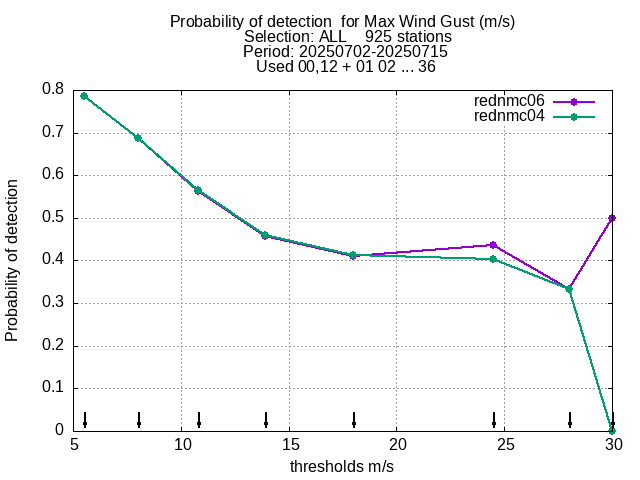 Probability of detection  for Max Wind Gust (m/s)
Selection: ALL    925 stations
Period: 20250702-20250715
Used 00,12 + 01 02 ... 36
rednmc06
rednmc04
0.8
0.7
0.6
0.5
0.4
0.3
0.2
0.1
0
Probability of detection
5 10 15 20 25 30
thresholds m/s